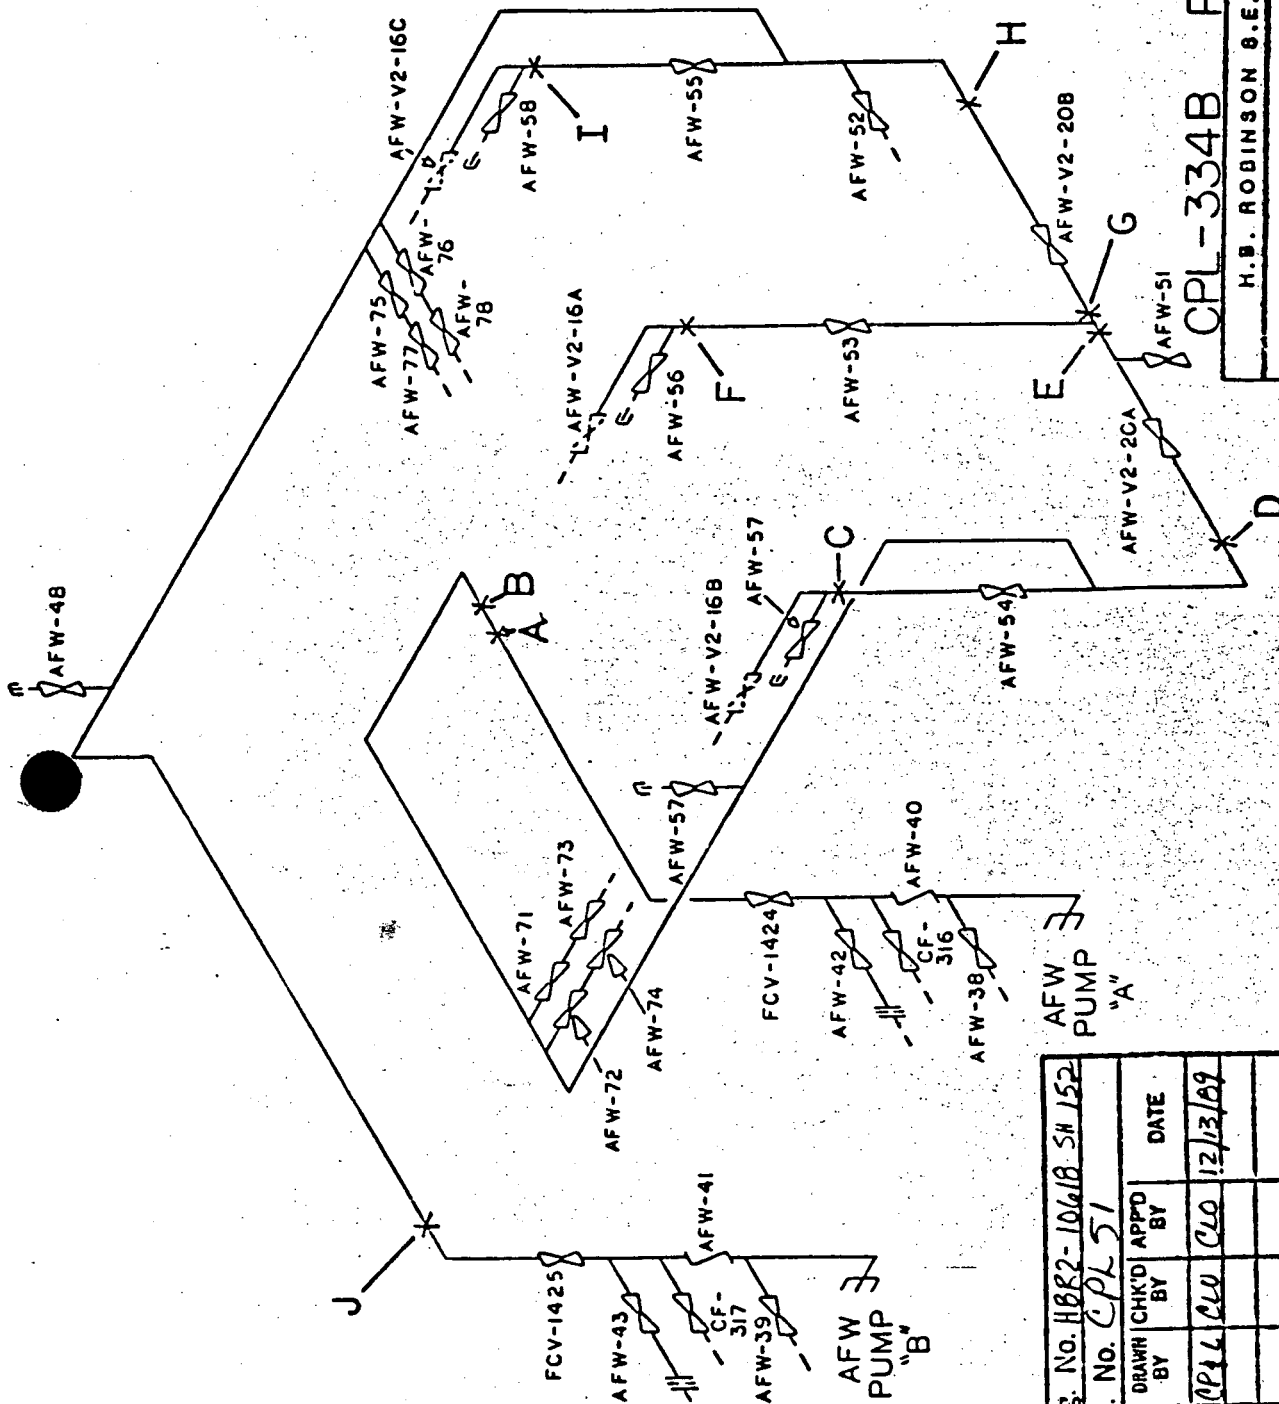 AFW-48
AFW-V2-16C
AFW-58
I
AFW-55
AFW-52
H
AFW-75
AFW-76
AFW-77
AFW-78
AFW-V2-16A
AFW-56
F
AFW-53
AFW-V2-20B
G
E
AFW-51
AFW-V2-2CA
D
B
A
AFW-57
AFW-V2-16B
C
AFW-54
AFW-57
AFW-73
AFW-71
AFW-74
AFW-72
FCV-1424
AFW-40
AFW-42
CF-316
AFW-38
AFW
PUMP
"A"
J
FCV-1425
AFW-41
AFW-43
CF-317
AFW-39
AFW
PUMP
"B"
CPL-334B
H.B. ROBINSON S.E.
No. HBR2-10618 SH 152
No. CPL 51
DRAWN BY
CHK'D BY
APP'D BY
DATE
CP&L
CLO
12/13/89